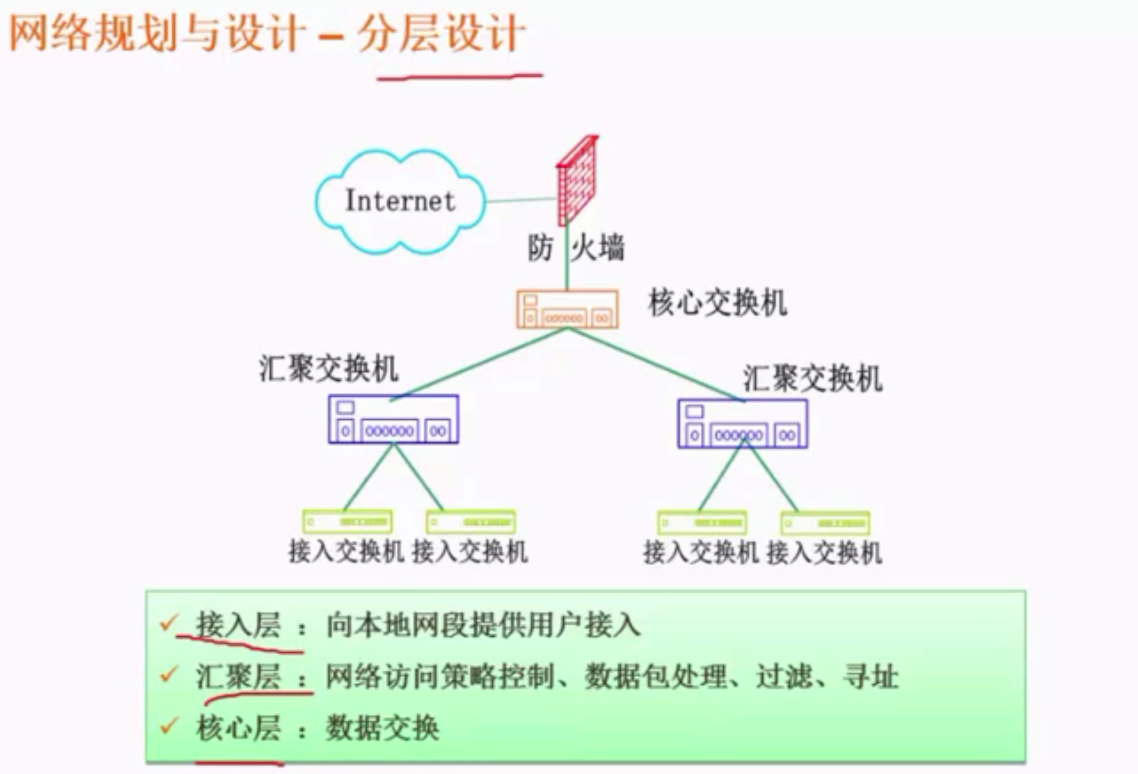 网络规划与设计 – 分层设计
Internet
防火墙
核心交换机
汇聚交换机
汇聚交换机
接入交换机 接入交换机
接入交换机 接入交换机
接入层 ：向本地网段提供用户接入
汇聚层 ：网络访问策略控制、数据包处理、过滤、寻址
核心层 ：数据交换